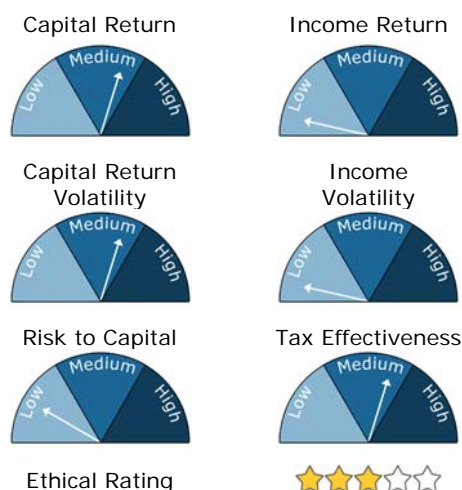 Capital Return
Low Medium High
Income Return
Low Medium High
Capital Return
Volatility
Low Medium High
Income
Volatility
Low Medium High
Risk to Capital
Low Medium High
Tax Effectiveness
Low Medium High
Ethical Rating